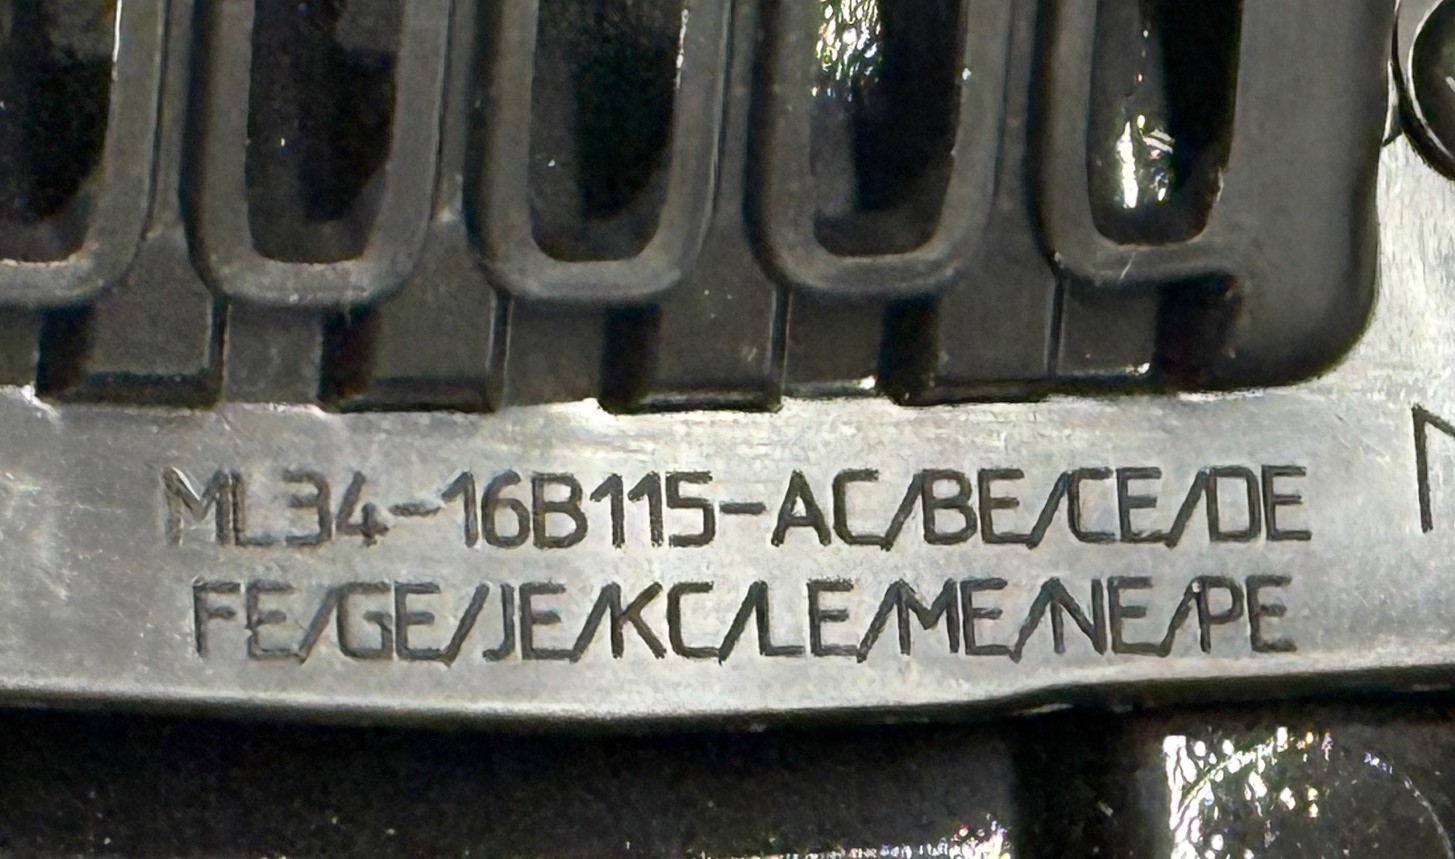 ML34-16B115-AC/BE/CE/DE
FE/GE/JE/KC/LE/ME/NE/PE